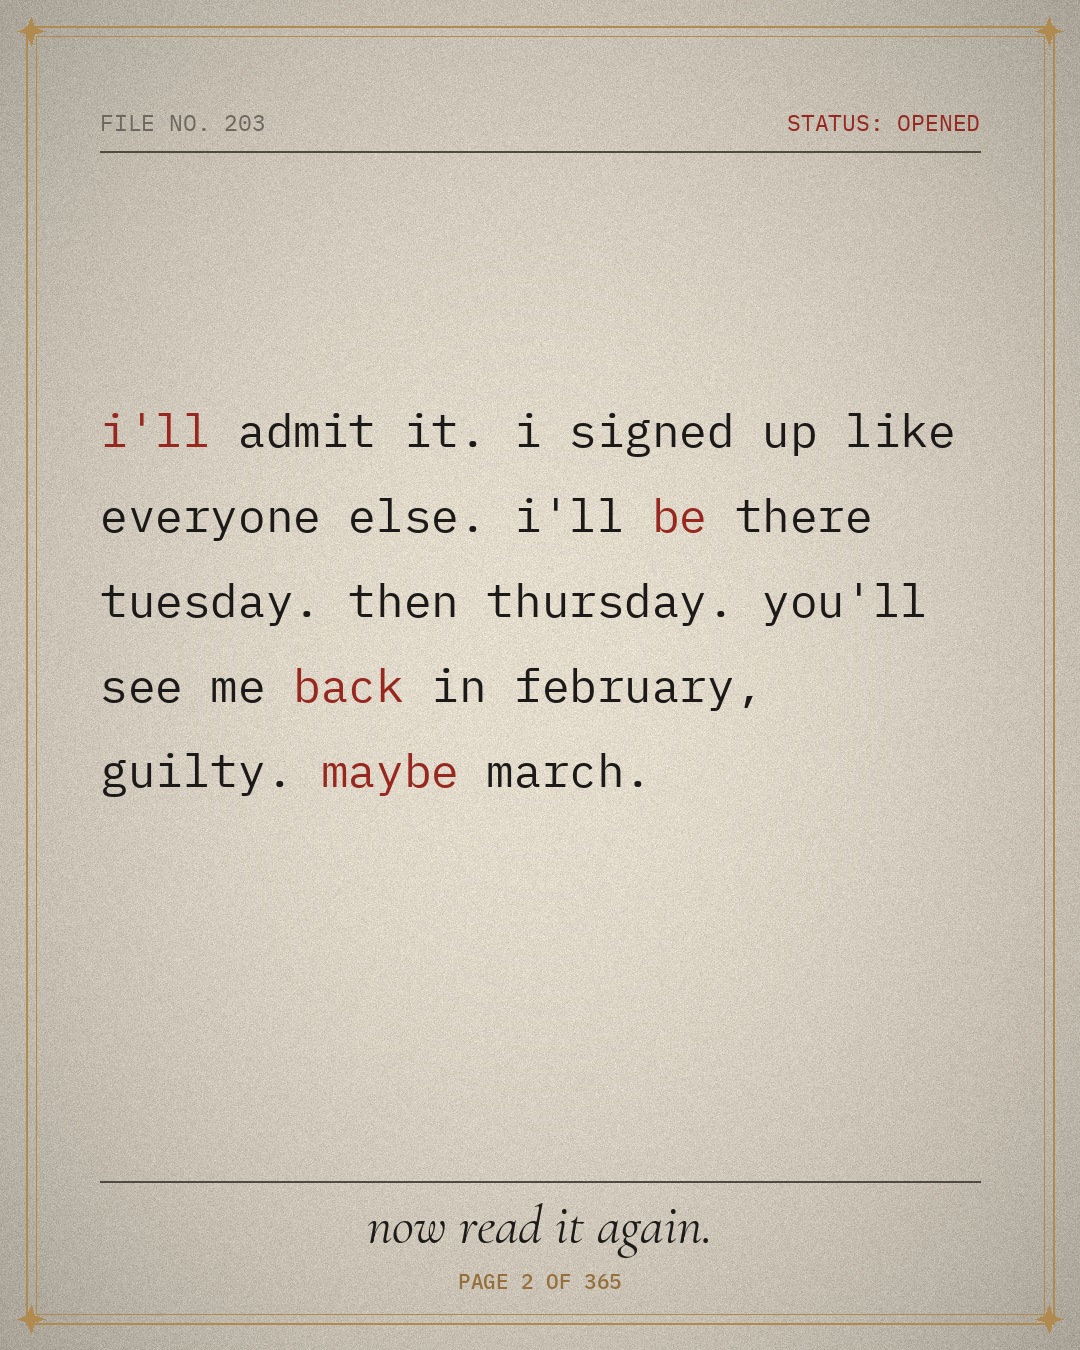 FILE NO. 203
STATUS: OPENED
i'll admit it. i signed up like
everyone else. i'll be there
tuesday. then thursday. you'll
see me back in february,
guilty. maybe march.
now read it again.
PAGE 2 OF 365